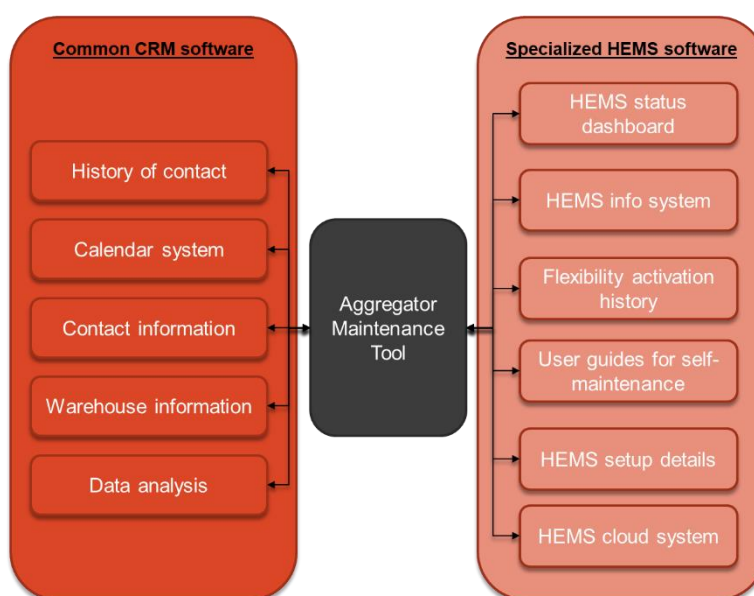 Common CRM software
History of contact
Calendar system
Contact information
Warehouse information
Data analysis
Aggregator
Maintenance
Tool
Specialized HEMS software
HEMS status
dashboard
HEMS info system
Flexibility activation
history
User guides for self-
maintenance
HEMS setup details
HEMS cloud system